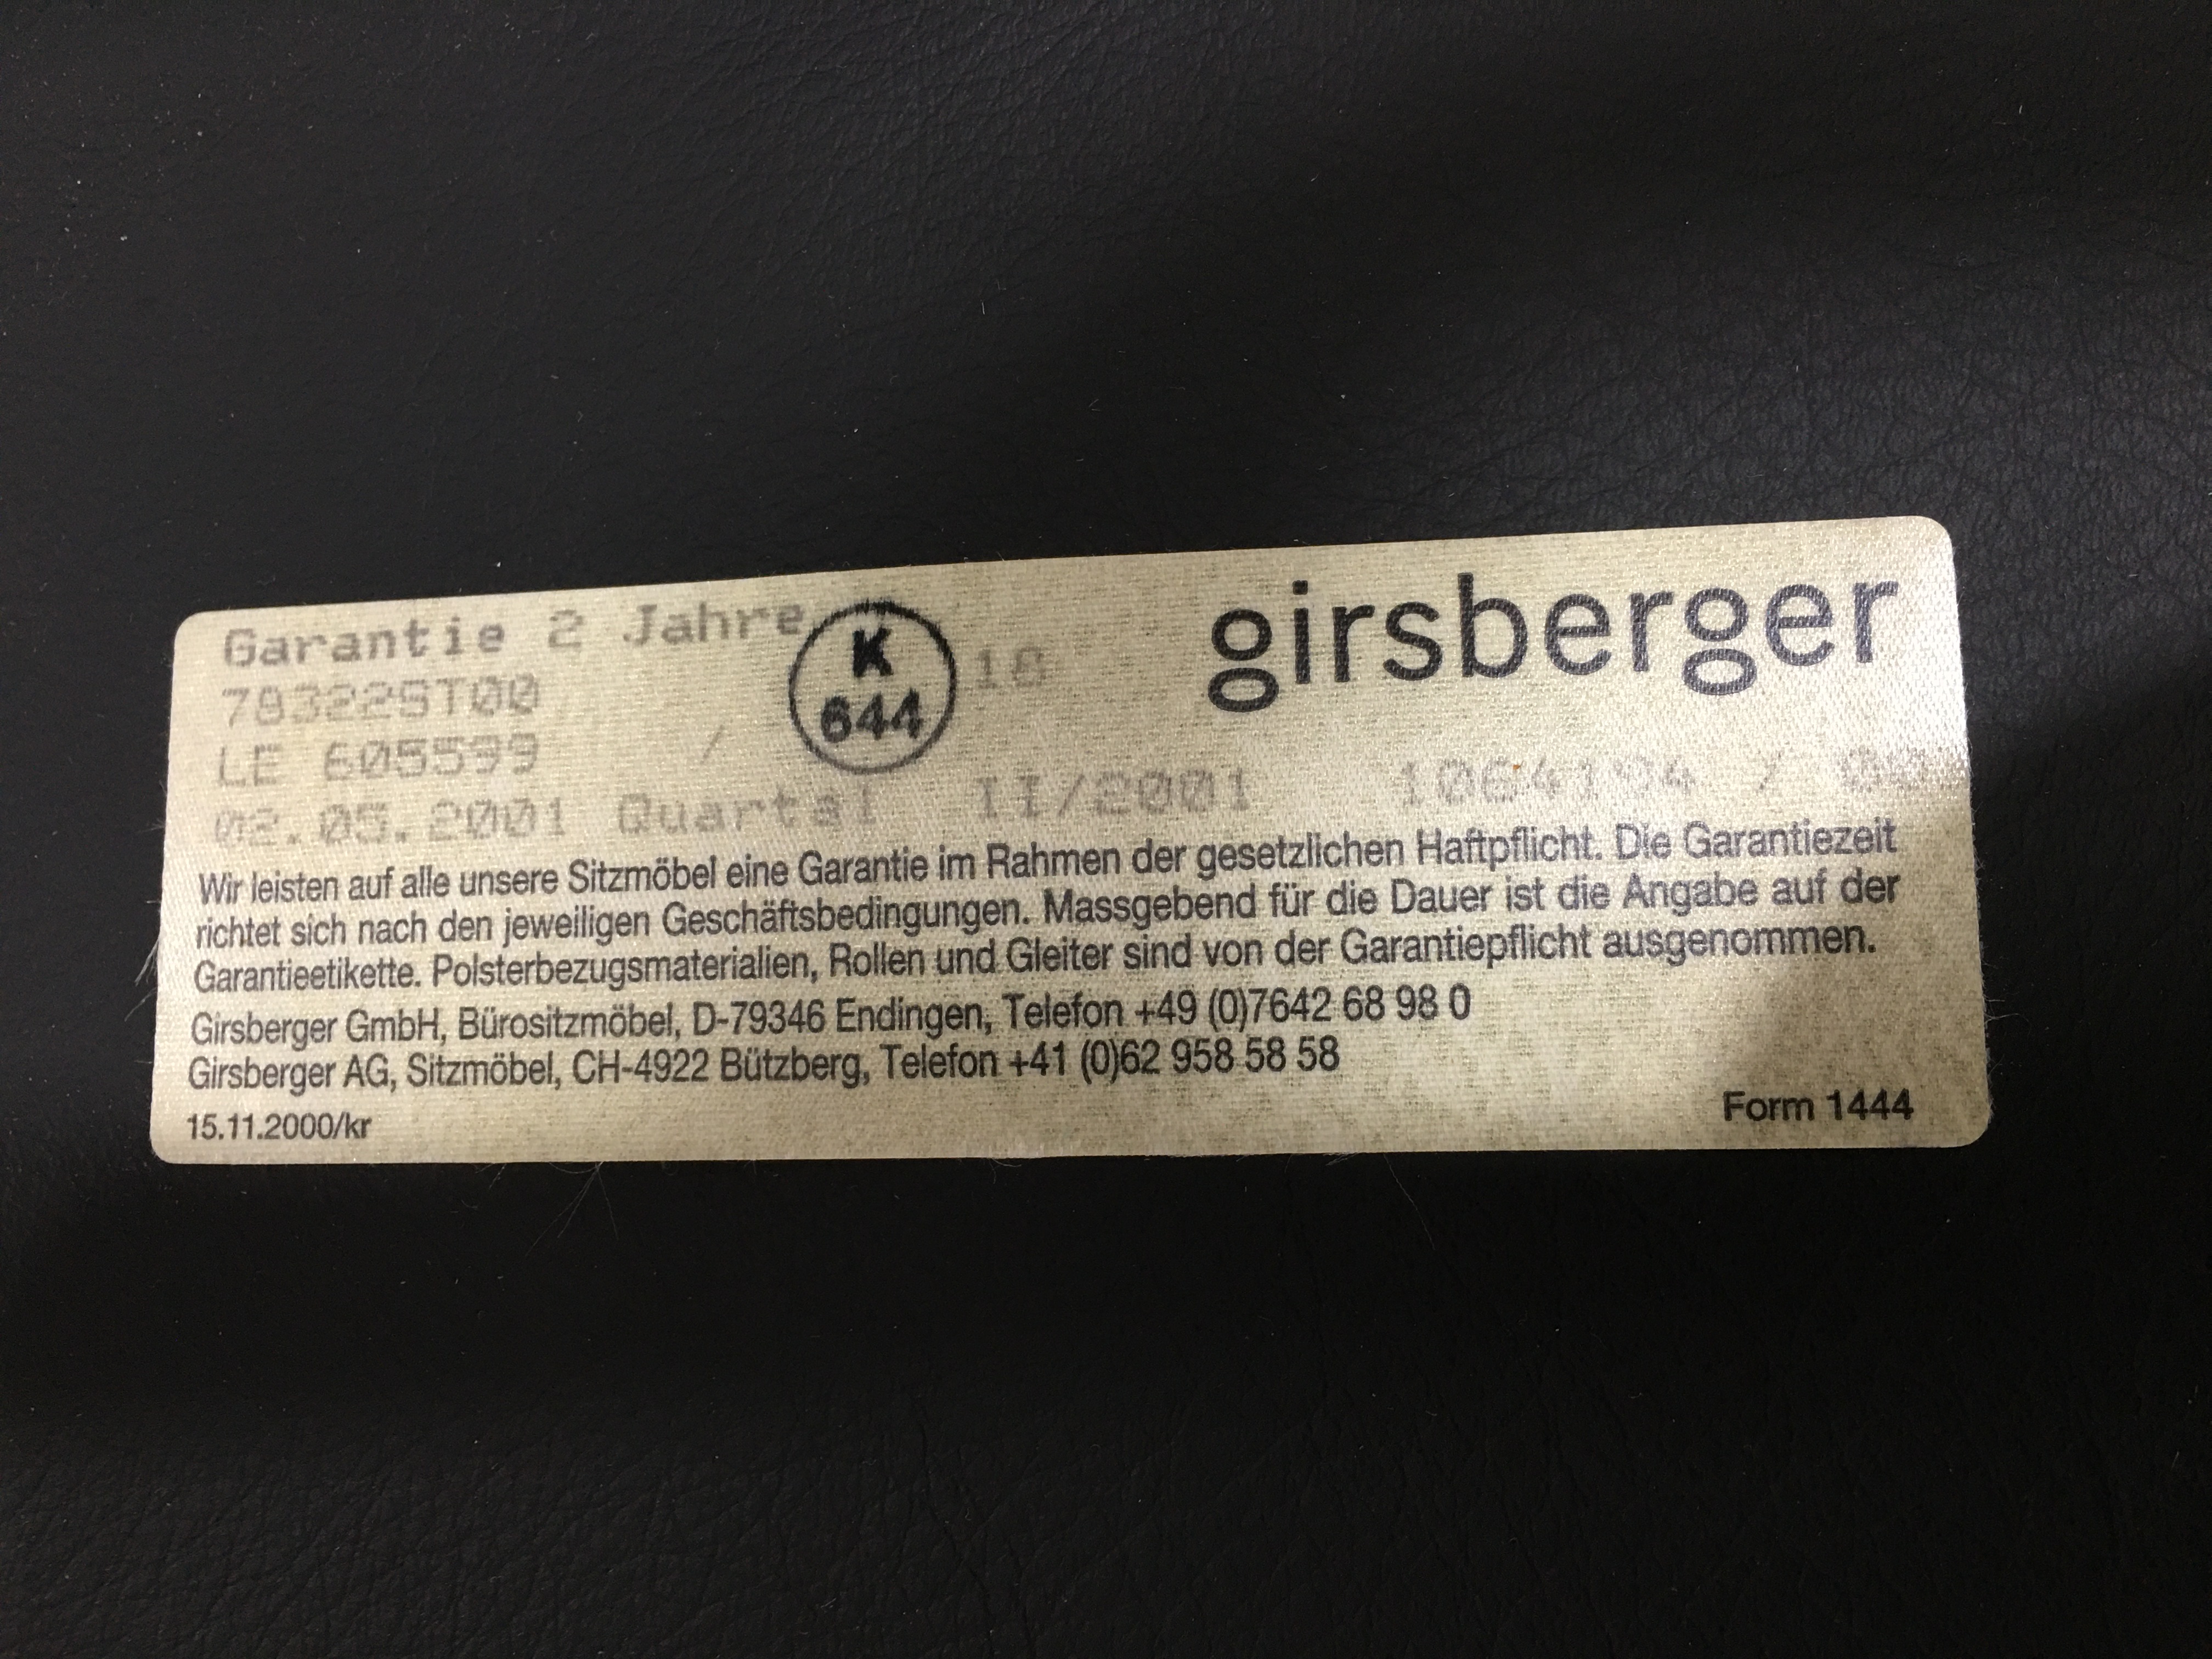 Garantie 2 Jahre
K
644
18
girsberger
78322ST00
LE 605599 /
02.05.2001 Quartal II/2001 1064194 / 00
Wir leisten auf alle unsere Sitzmöbel eine Garantie im Rahmen der gesetzlichen Haftpflicht. Die Garantiezeit
richtet sich nach den jeweiligen Geschäftsbedingungen. Massgebend für die Dauer ist die Angabe auf der
Garantieetikette. Polsterbezugsmaterialien, Rollen und Gleiter sind von der Garantiepflicht ausgenommen.
Girsberger GmbH, Bürositzmöbel, D-79346 Endingen, Telefon +49 (0)7642 68 98 0
Girsberger AG, Sitzmöbel, CH-4922 Bützberg, Telefon +41 (0)62 958 58 58
15.11.2000/kr
Form 1444